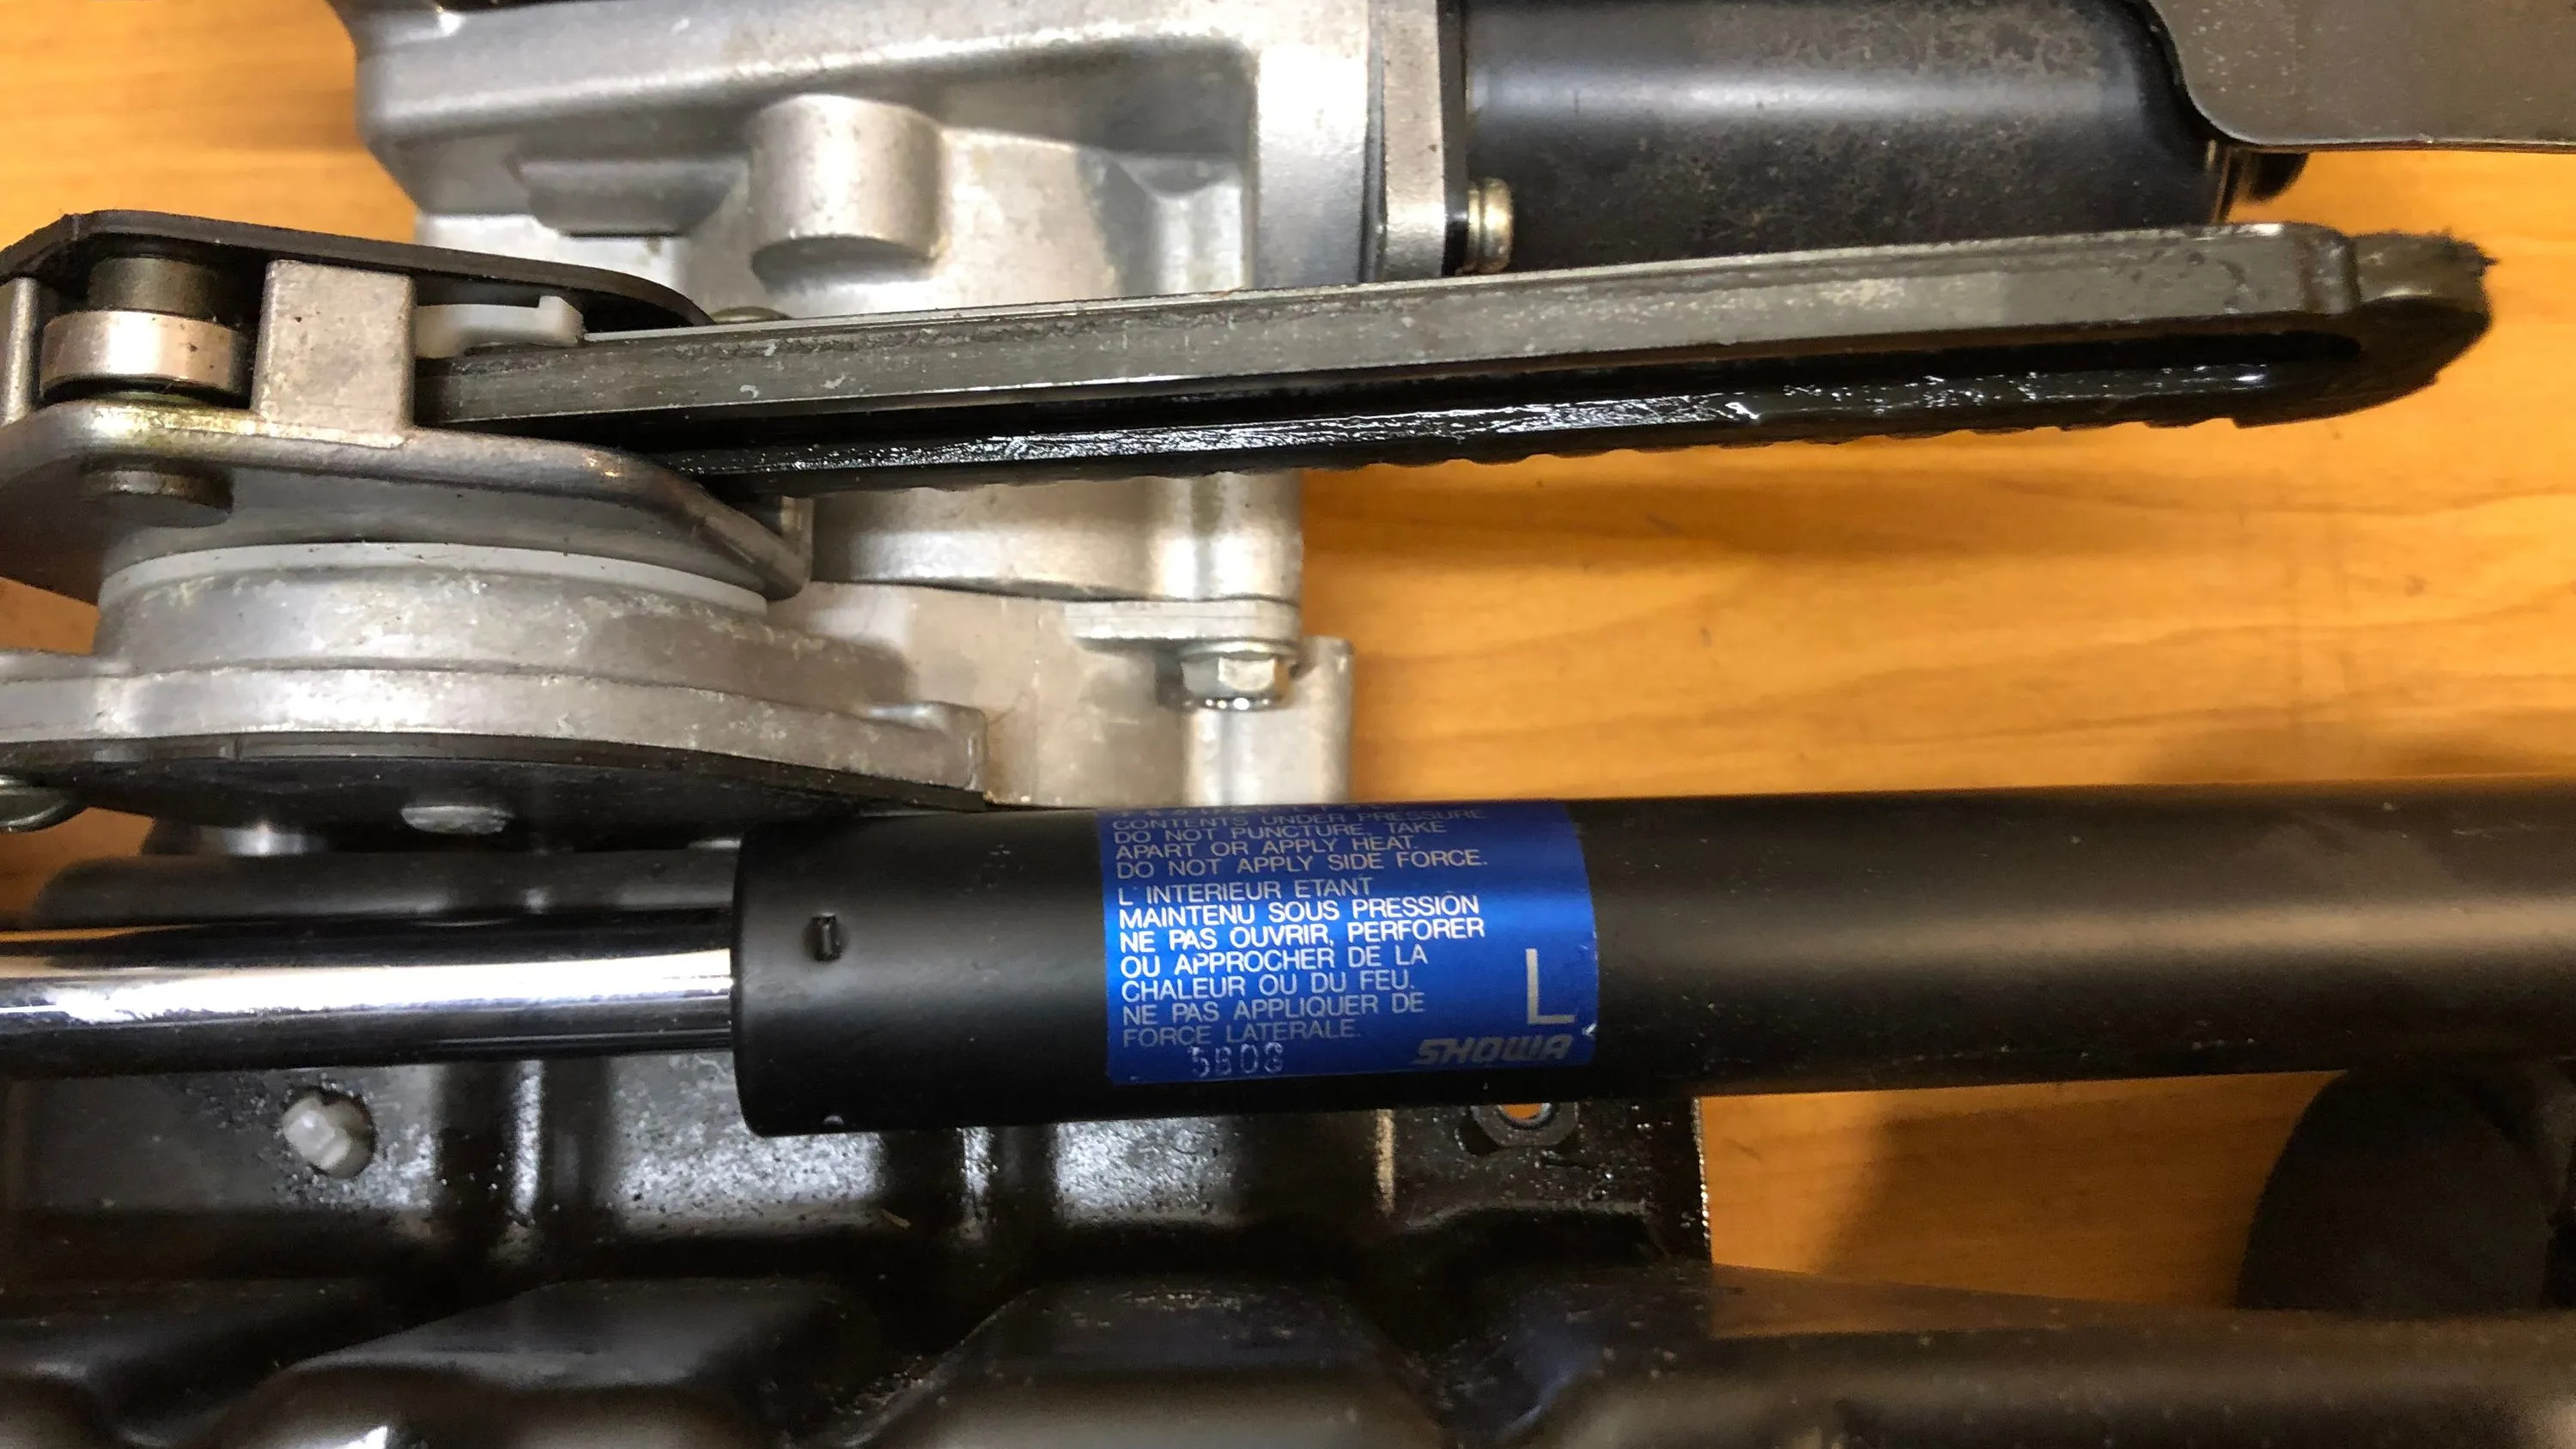 CONTENTS UNDER PRESSURE
DO NOT PUNCTURE, TAKE
APART OR APPLY HEAT.
DO NOT APPLY SIDE FORCE.
L'INTERIEUR ETANT
MAINTENU SOUS PRESSION
NE PAS OUVRIR, PERFORER
OU APPROCHER DE LA
CHALEUR OU DU FEU.
NE PAS APPLIQUER DE
FORCE LATERALE.
L
SHOWA